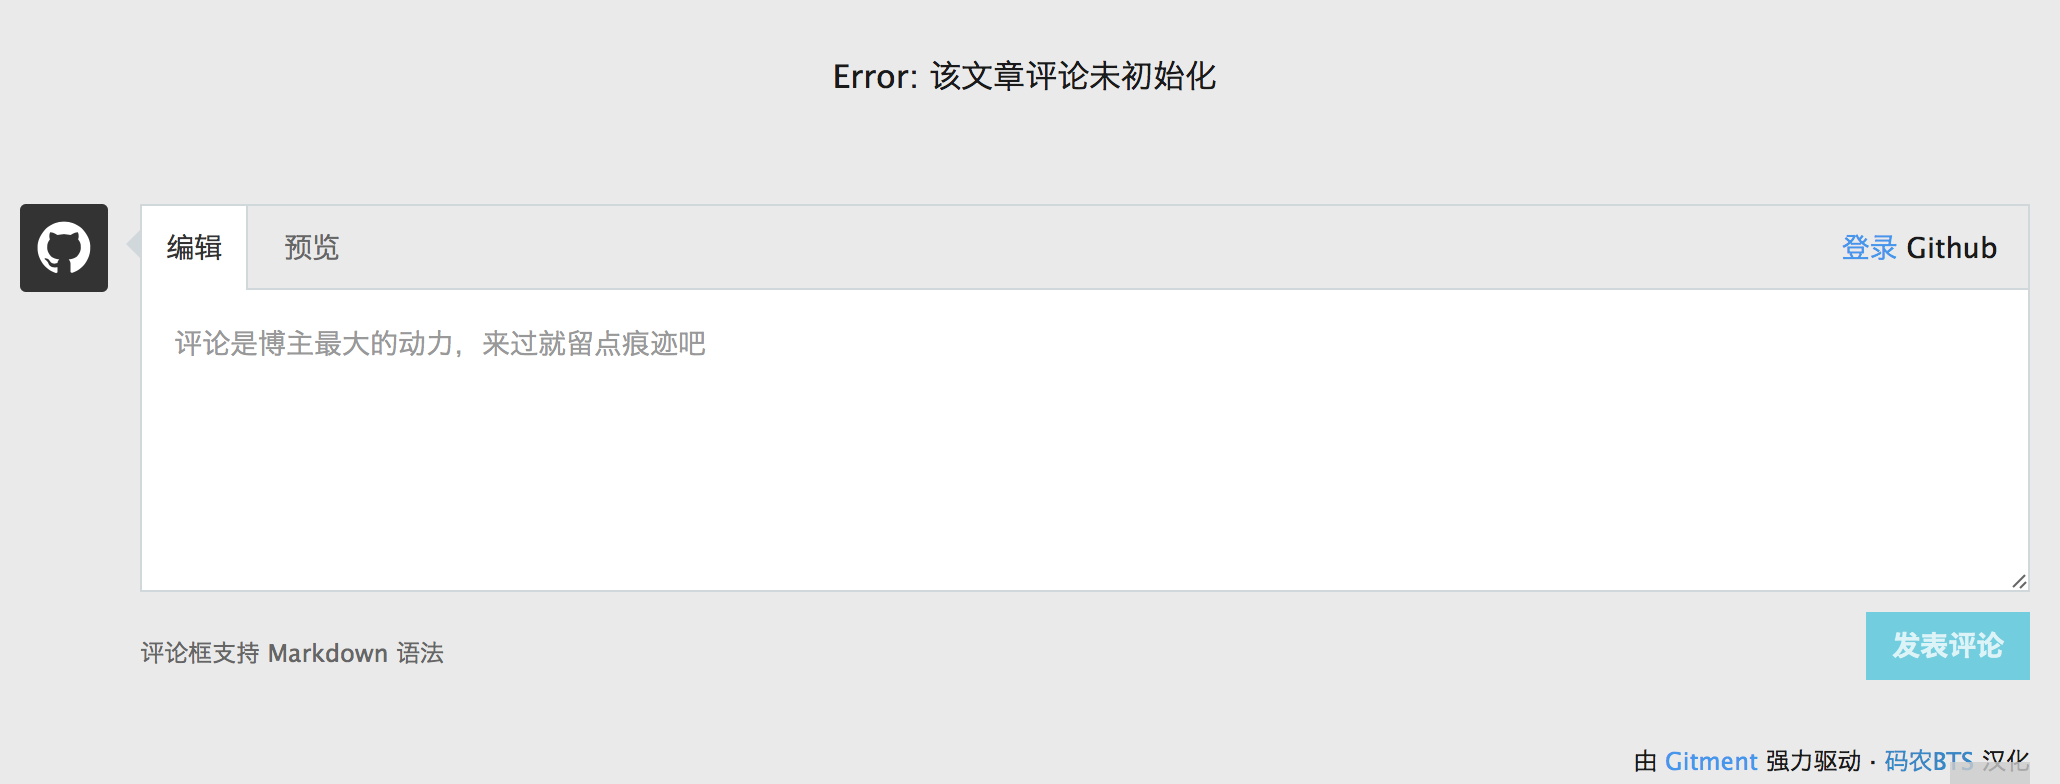 Error: 该文章评论未初始化
编辑 预览 登录 Github
评论是博主最大的动力，来过就留点痕迹吧
评论框支持 Markdown 语法
发表评论
由 Gitment 强力驱动 · 码农BTS 汉化